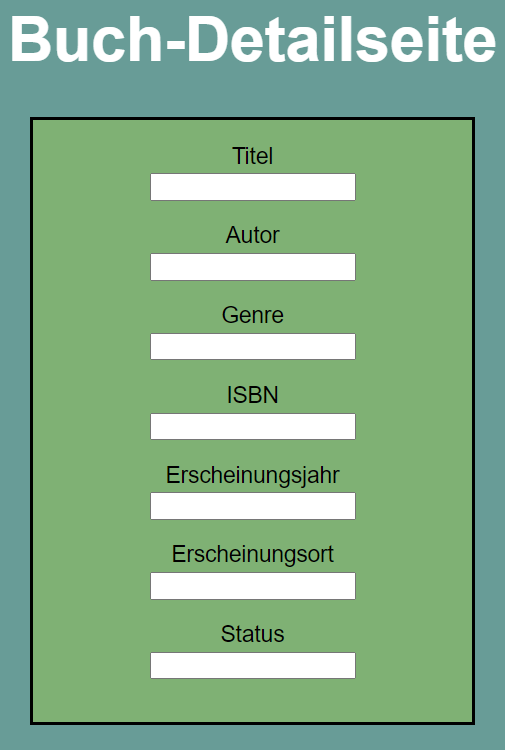 Buch-Detailseite
Titel
Autor
Genre
ISBN
Erscheinungsjahr
Erscheinungsort
Status